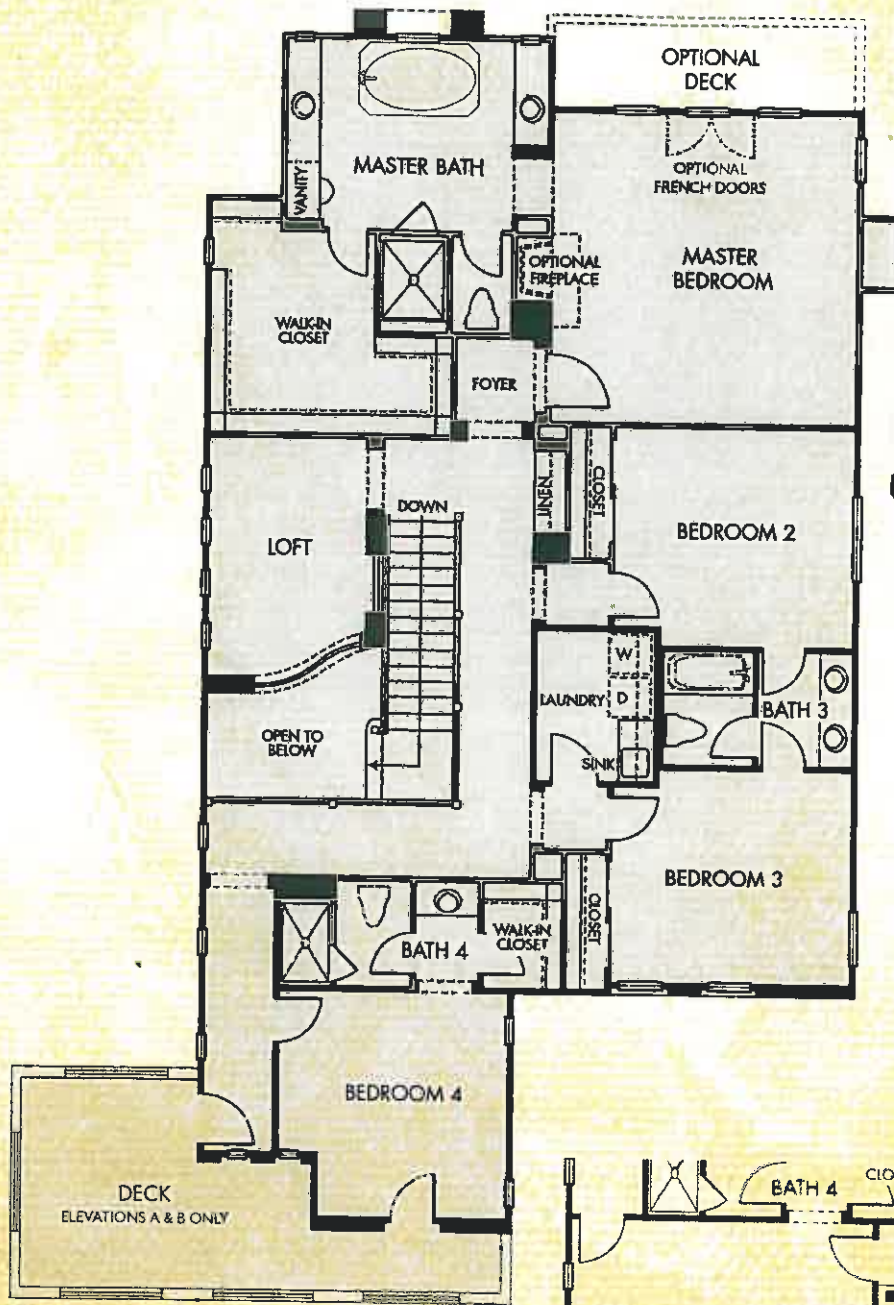 OPTIONAL
DECK
OPTIONAL
FRENCH DOORS
MASTER BATH
VANITY
OPTIONAL
FIREPLACE
MASTER
BEDROOM
WALK-IN
CLOSET
FOYER
DOWN
LINEN
CLOSET
LOFT
BEDROOM 2
W
D
LAUNDRY
BATH 3
OPEN TO
BELOW
SINK
BEDROOM 3
CLOSET
WALK-IN
CLOSET
BATH 4
BEDROOM 4
DECK
ELEVATIONS A & B ONLY
BATH 4
CLO